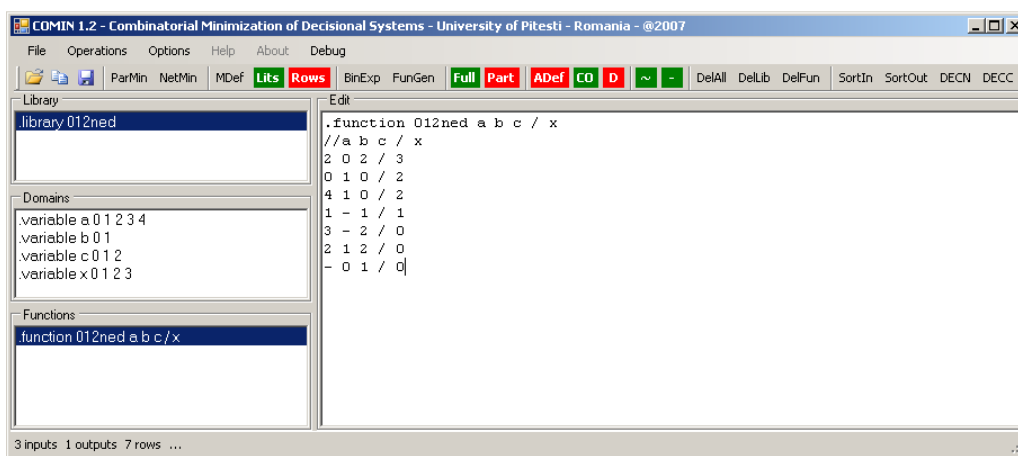 COMIN 1.2 - Combinatorial Minimization of Decisional Systems - University of Pitesti - Romania - @2007
File Operations Options Help About Debug
ParMin NetMin MDef Lits Rows BinExp FunGen Full Part ADef CO D ~ - DelAll DelLib DelFun SortIn SortOut DECN DECC
Library
.library 012ned
Domains
.variable a 0 1 2 3 4
.variable b 0 1
.variable c 0 1 2
.variable x 0 1 2 3
Functions
.function 012ned a b c / x
Edit
.function 012ned a b c / x
//a b c / x
2 0 2 / 3
0 1 0 / 2
4 1 0 / 2
1 - 1 / 1
3 - 2 / 0
2 1 2 / 0
- 0 1 / 0
3 inputs 1 outputs 7 rows ...